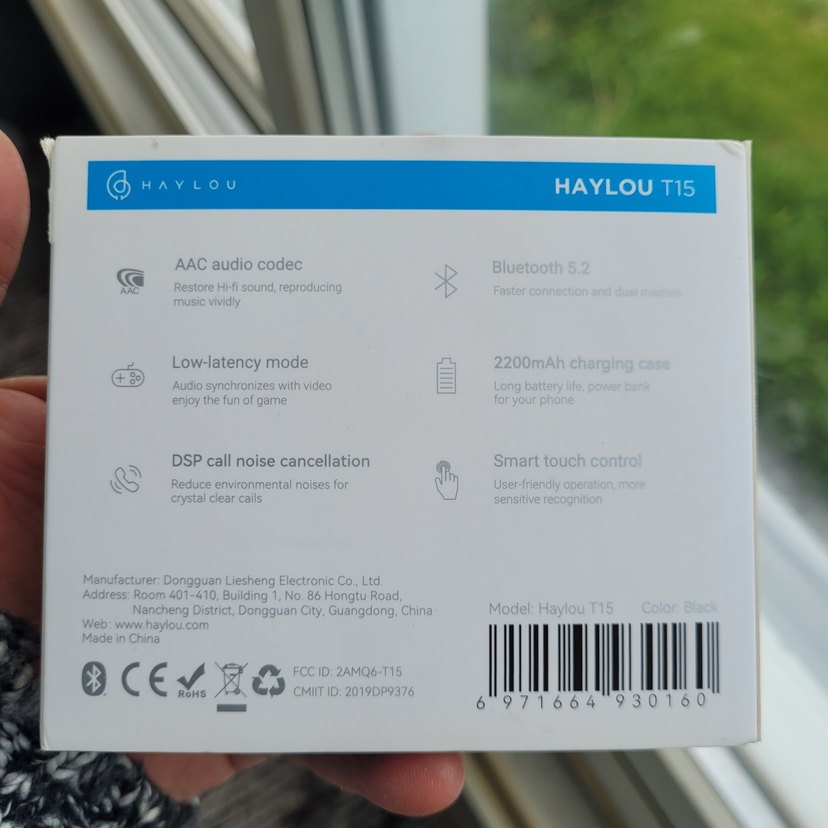 HAYLOU
HAYLOU T15
AAC
AAC audio codec
Restore Hi-fi sound, reproducing
music vividly
Bluetooth 5.2
Faster connection and dual masters
Low-latency mode
Audio synchronizes with video
enjoy the fun of game
2200mAh charging case
Long battery life, power bank
for your phone
DSP call noise cancellation
Reduce environmental noises for
crystal clear calls
Smart touch control
User-friendly operation, more
sensitive recognition
Manufacturer: Dongguan Liesheng Electronic Co., Ltd.
Address: Room 401-410, Building 1, No. 86 Hongtu Road,
Nancheng District, Dongguan City, Guangdong, China
Web: www.haylou.com
Made in China
Model: Haylou T15
Color: Black
CE
RoHS
FCC ID: 2AMQ6-T15
CMIIT ID: 2019DP9376
6 971664 930160